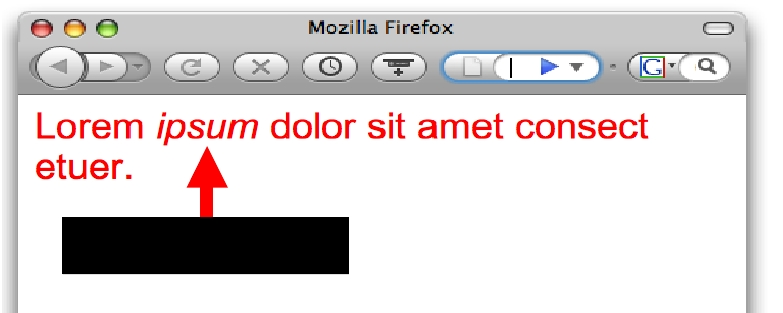 Mozilla Firefox
G
Lorem ipsum dolor sit amet consect
etuer.